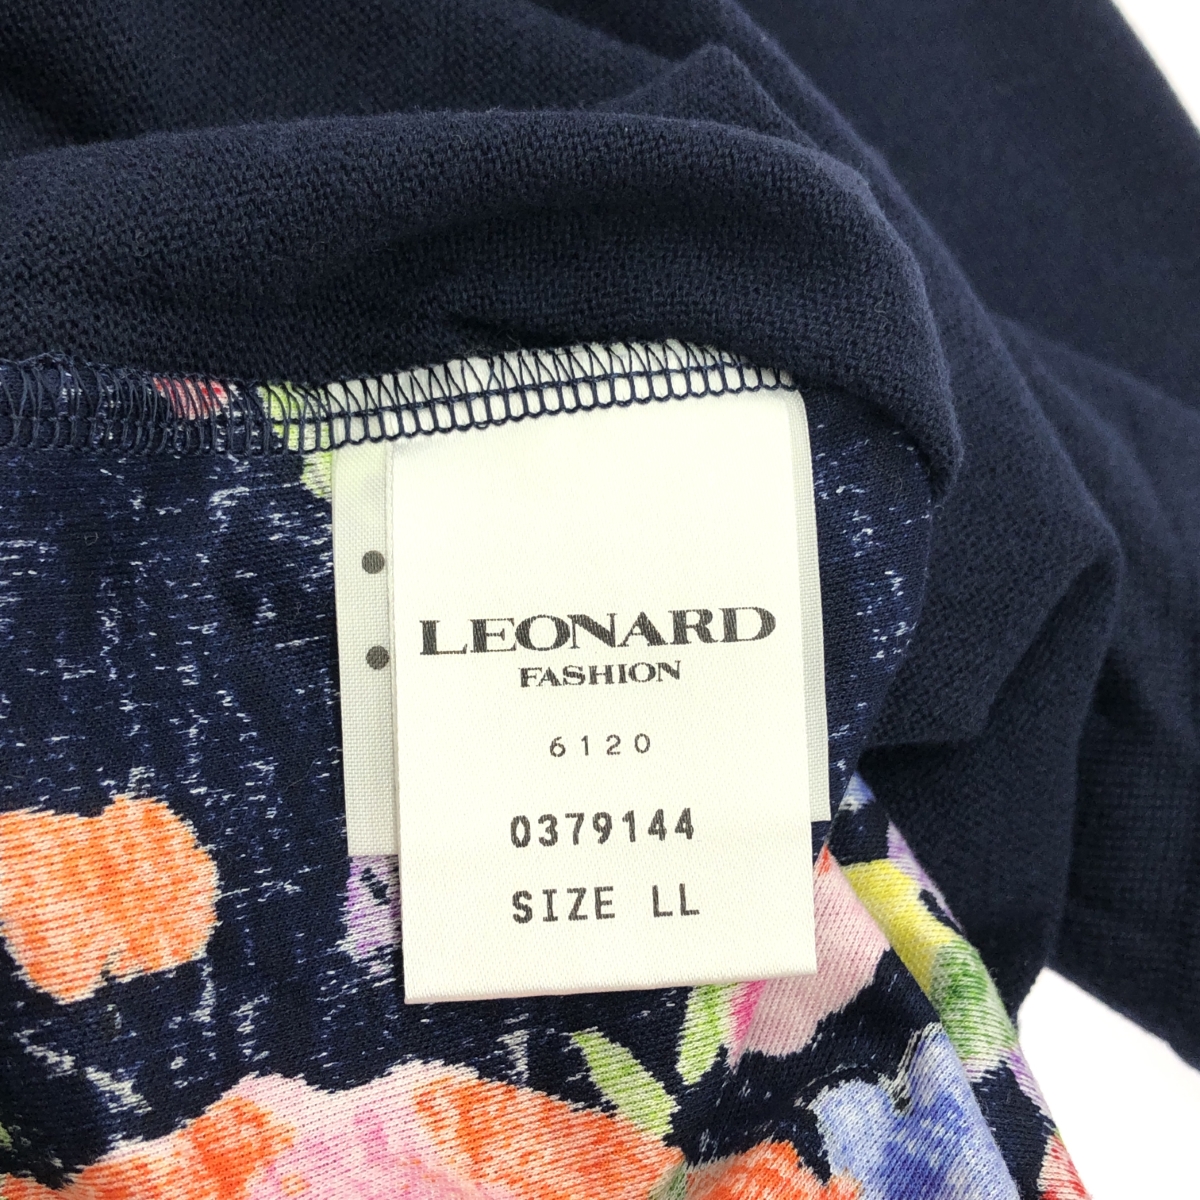 LEONARD
FASHION
6120
0379144
SIZE LL